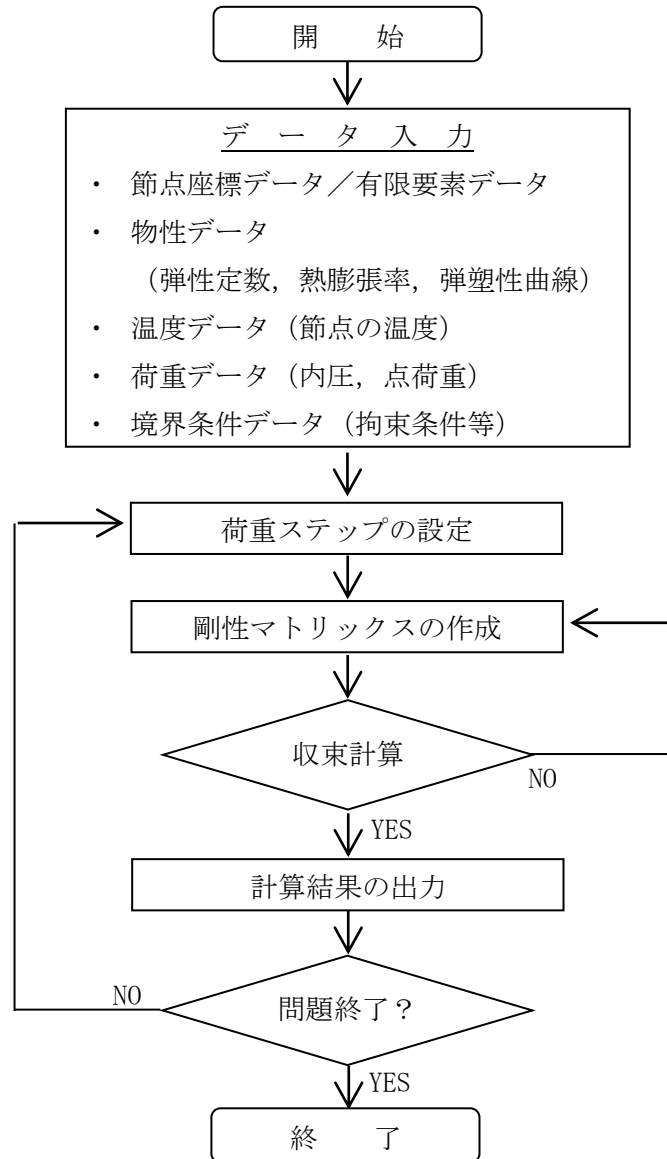 開　　始
デ　ー　タ　入　力
・　節点座標データ／有限要素データ
・　物性データ
（弾性定数，熱膨張率，弾塑性曲線）
・　温度データ（節点の温度）
・　荷重データ（内圧，点荷重）
・　境界条件データ（拘束条件等）
荷重ステップの設定
剛性マトリックスの作成
収束計算
NO
YES
計算結果の出力
NO
問題終了？
YES
終　　了